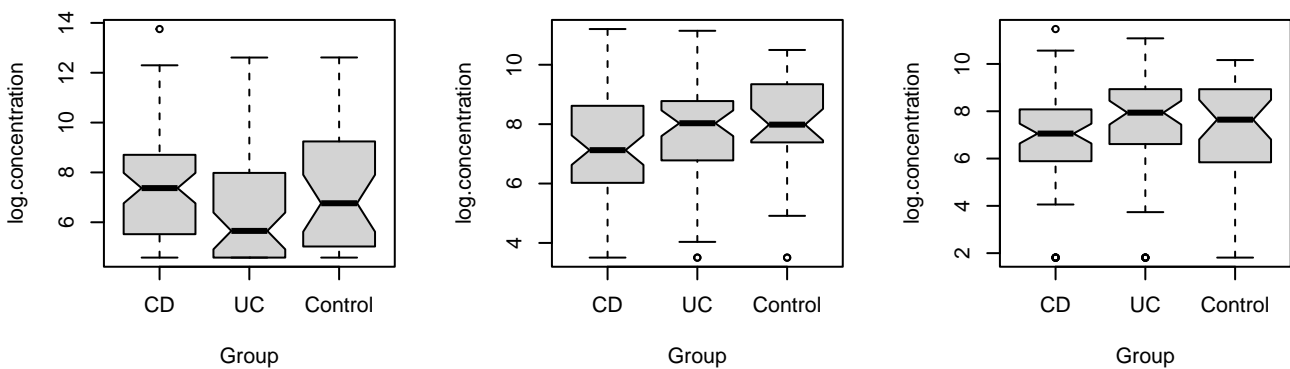 14
12
10
8
6
log.concentration
CD
UC
Control
Group
10
8
6
4
log.concentration
CD
UC
Control
Group
10
8
6
4
2
log.concentration
CD
UC
Control
Group